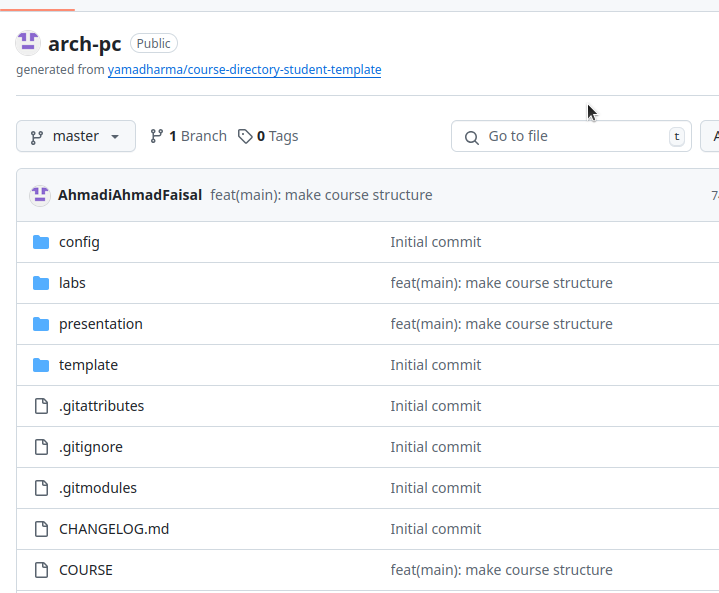 arch-pc Public
generated from yamadharma/course-directory-student-template
master 1 Branch 0 Tags Go to file t
AhmadiAhmadFaisal feat(main): make course structure
config Initial commit
labs feat(main): make course structure
presentation feat(main): make course structure
template Initial commit
.gitattributes Initial commit
.gitignore Initial commit
.gitmodules Initial commit
CHANGELOG.md Initial commit
COURSE feat(main): make course structure